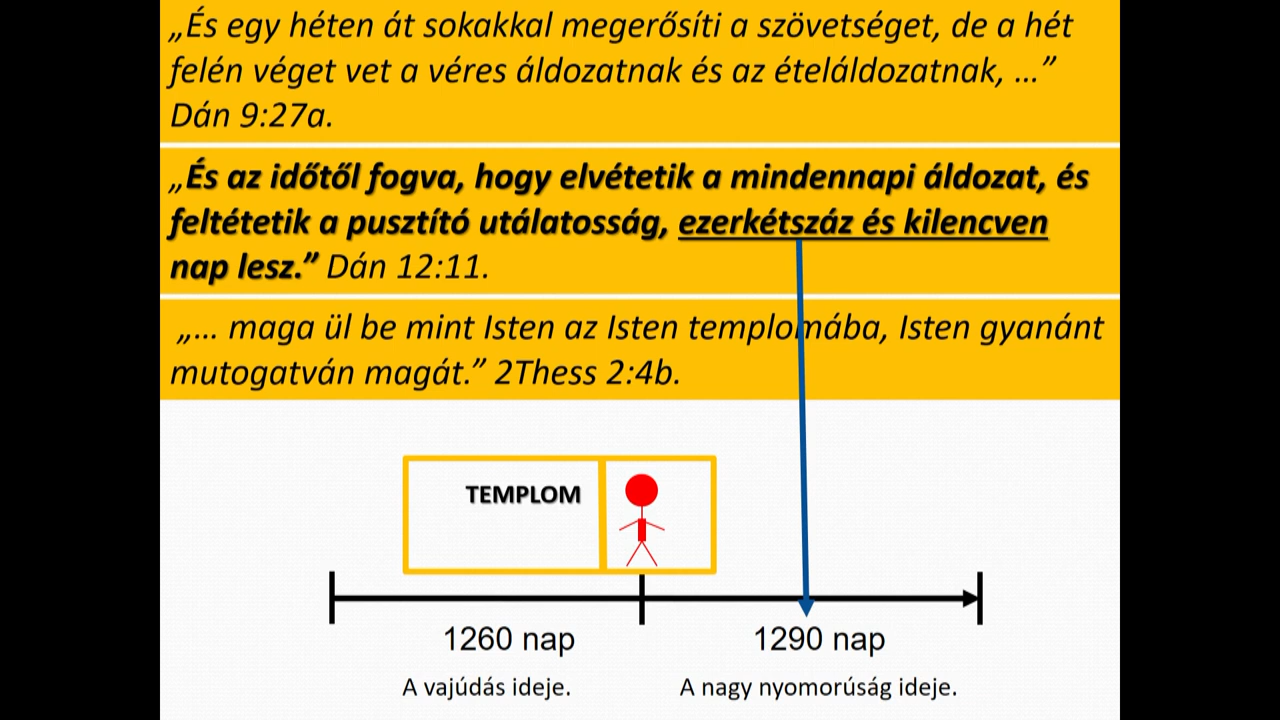 „És egy héten át sokakkal megerősíti a szövetséget, de a hét
felén véget vet a véres áldozatnak és az ételáldozatnak, …”
Dán 9:27a.
„És az időtől fogva, hogy elvétetik a mindennapi áldozat, és
feltétetik a pusztító utálatosság, ezerkétszáz és kilencven
nap lesz.” Dán 12:11.
„… maga ül be mint Isten az Isten templomába, Isten gyanánt
mutogatván magát.” 2Thess 2:4b.
TEMPLOM
1260 nap
1290 nap
A vajúdás ideje.
A nagy nyomorúság ideje.